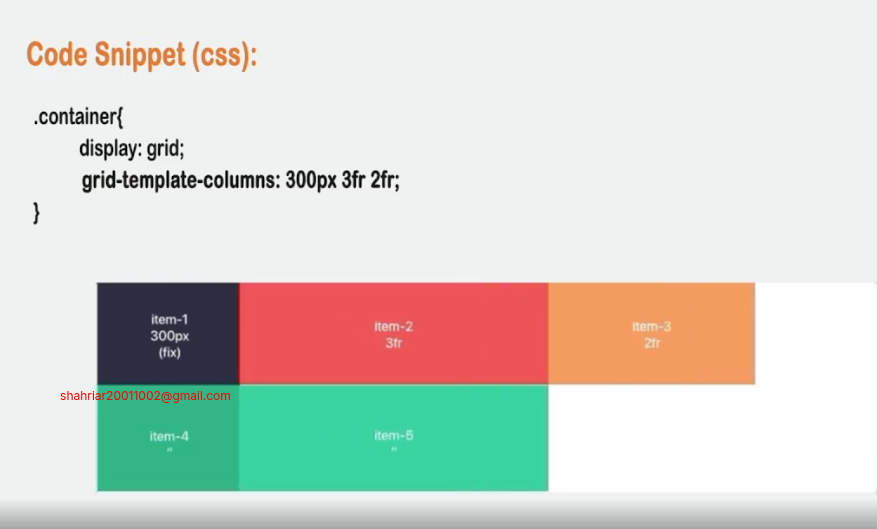 Code Snippet (css):
.container{
display: grid;
grid-template-columns: 300px 3fr 2fr;
}
item-1
300px
(fix)
item-2
3fr
item-3
2fr
shahriar20011002@gmail.com
item-4
"
item-5
"